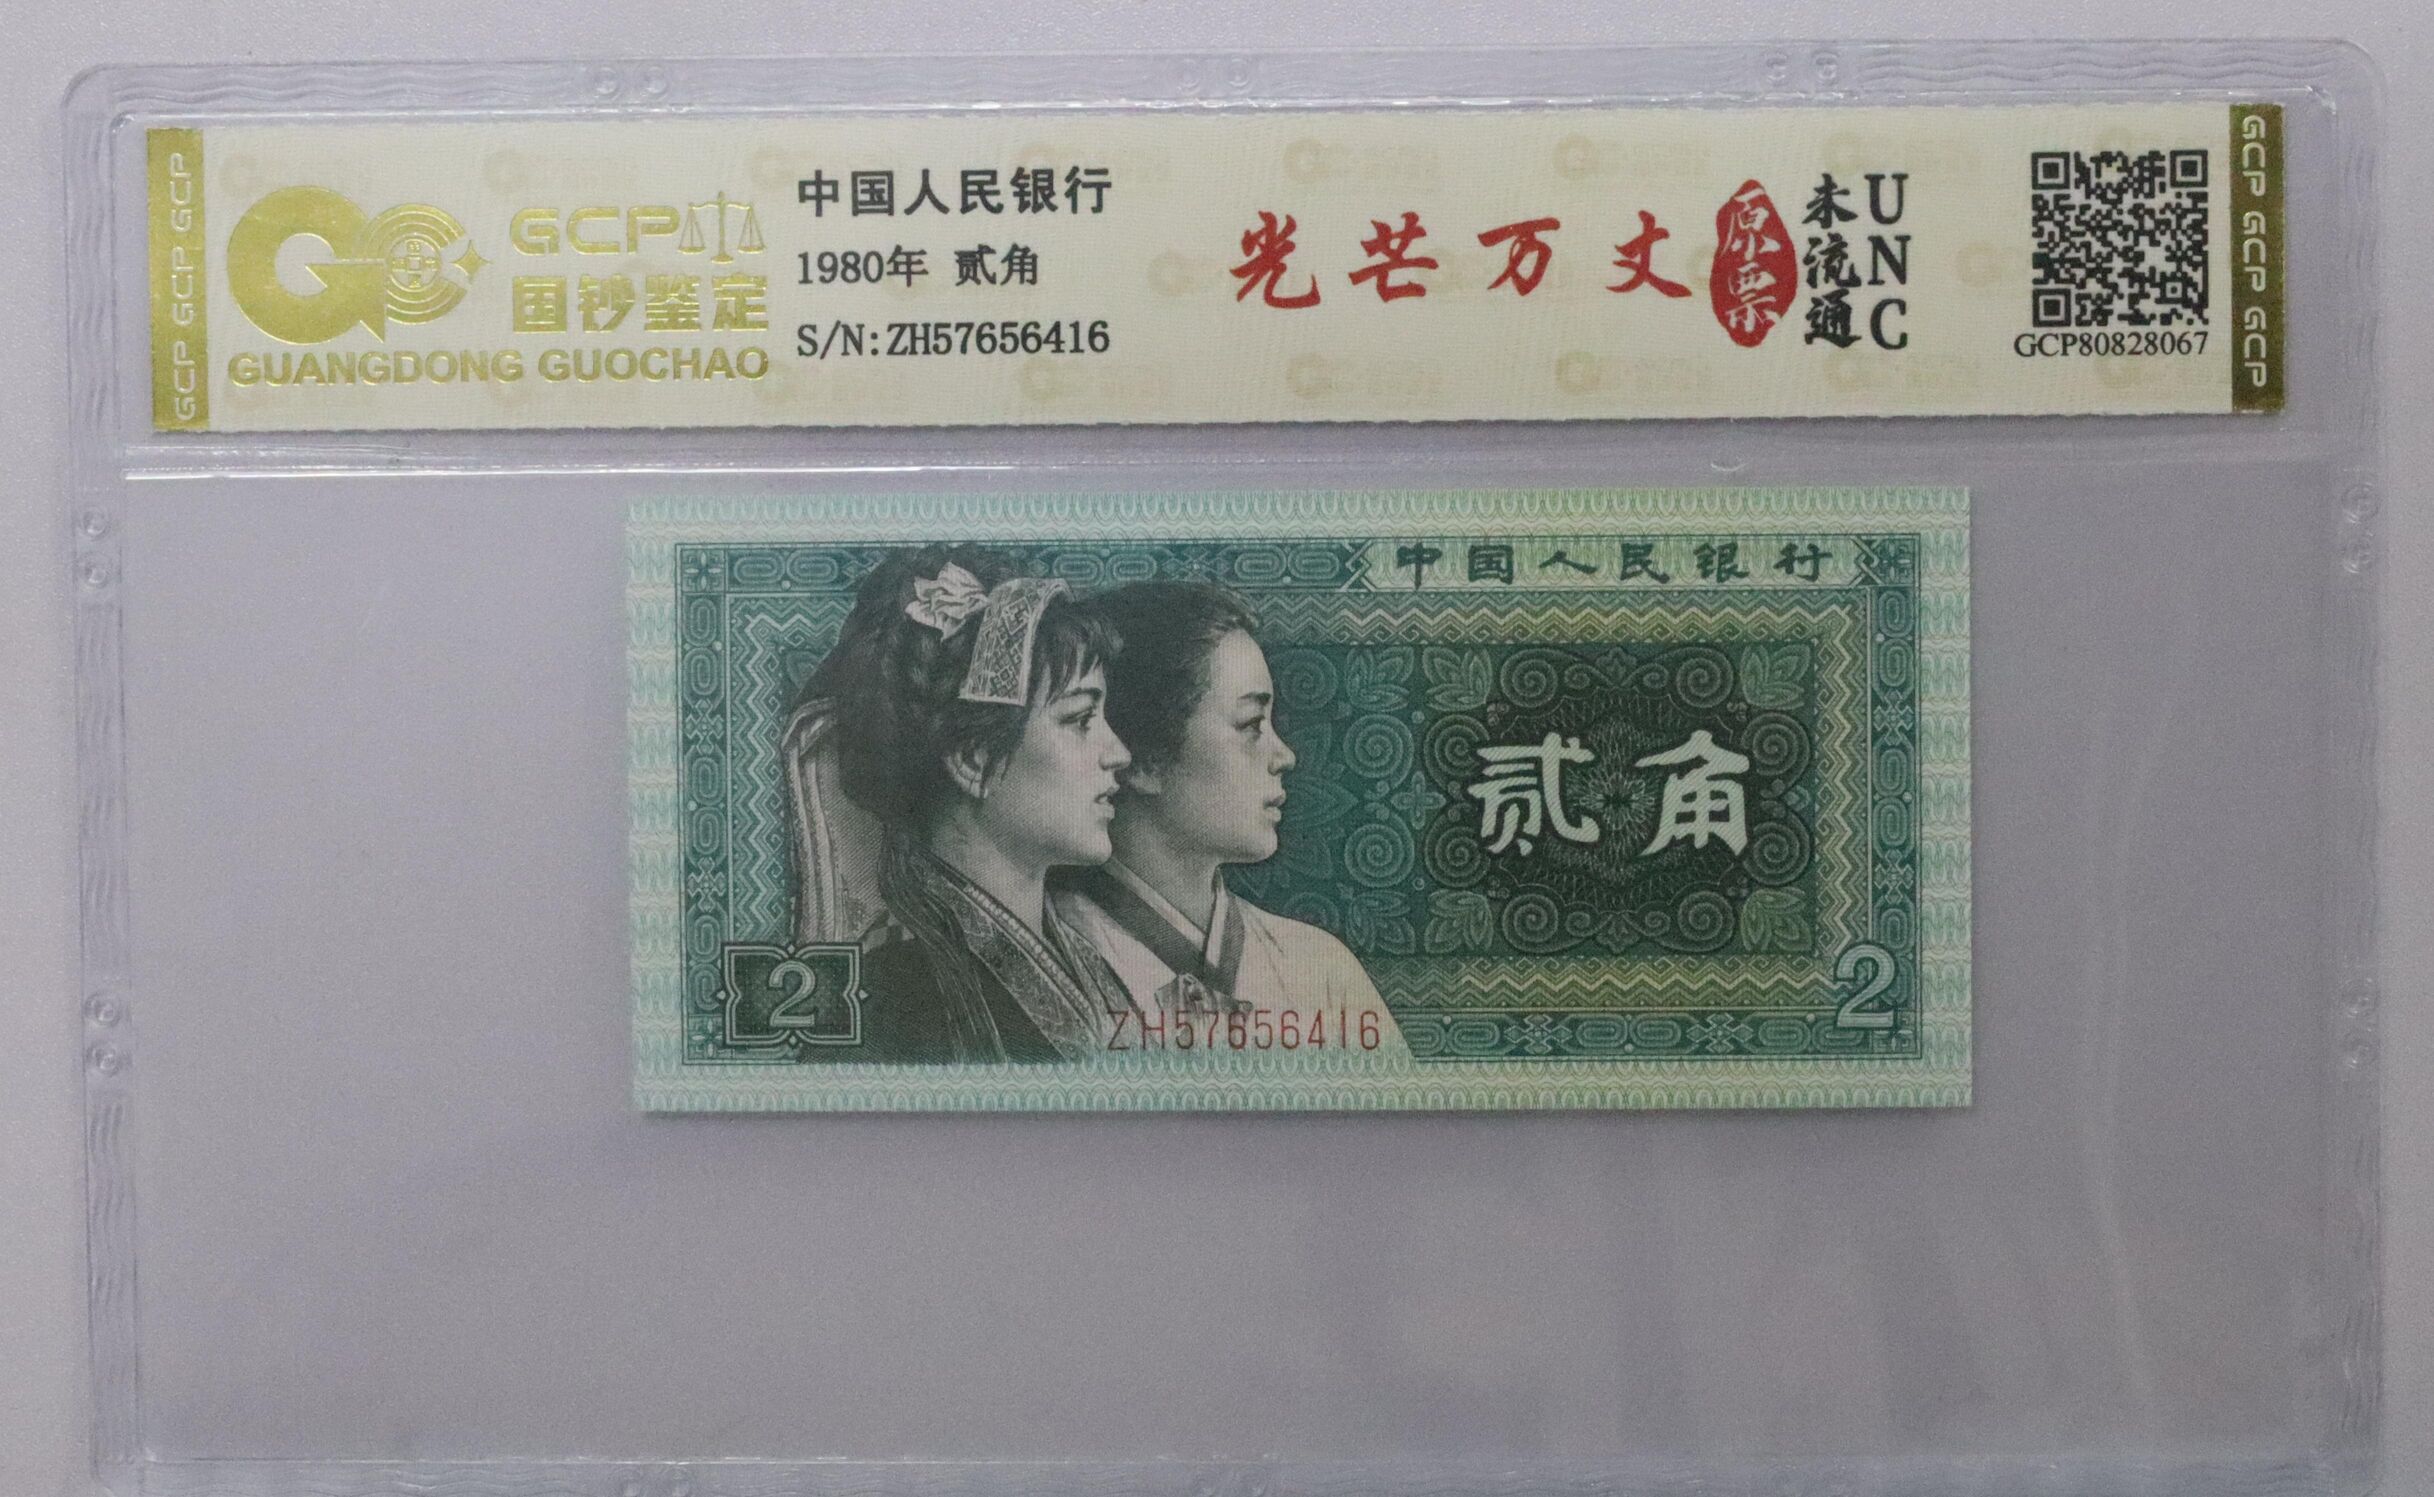 GCP GCP GCP
GCP
国钞鉴定
GUANGDONG GUOCHAO
中国人民银行
1980年 贰角
S/N:ZH57656416
光芒万丈
原票
未流通
UNC
GCP80828067
GCP GCP GCP
中国人民银行
贰角
2
ZH57656416
2